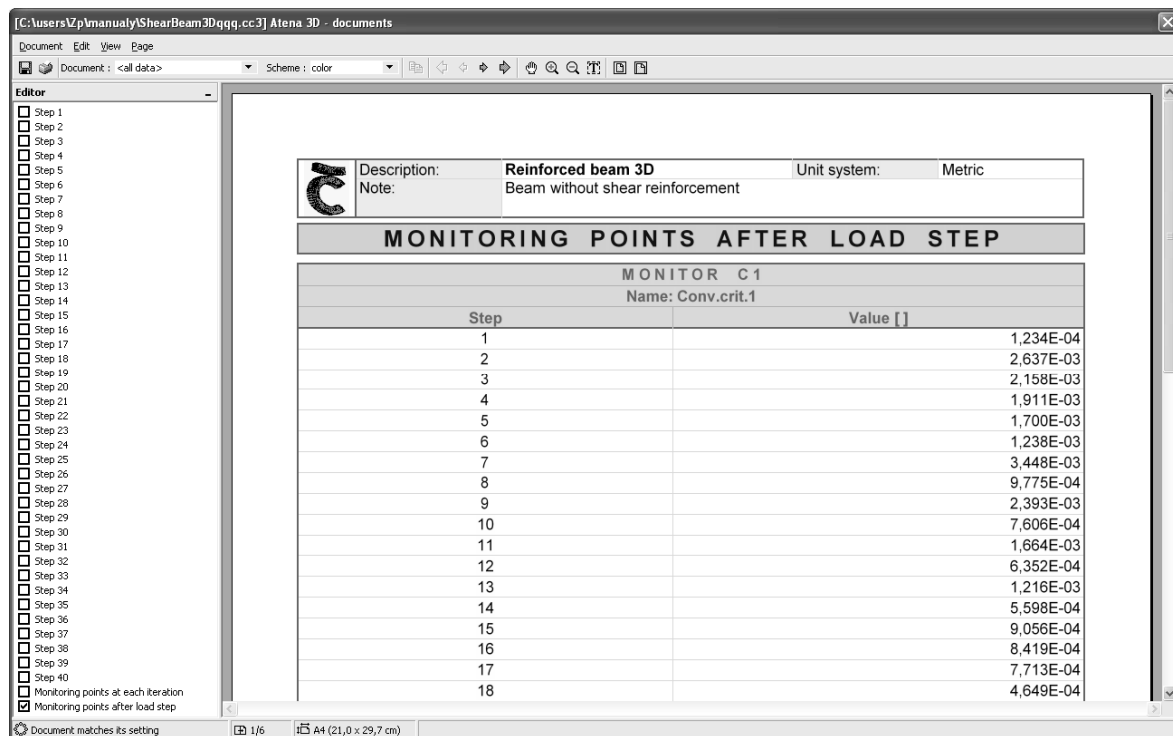 [C:\users\Zp\manualy\ShearBeam3Dqqq.cc3] Atena 3D - documents
Document Edit View Page
Document : <all data> Scheme : color
Editor
Step 1
Step 2
Step 3
Step 4
Step 5
Step 6
Step 7
Step 8
Step 9
Step 10
Step 11
Step 12
Step 13
Step 14
Step 15
Step 16
Step 17
Step 18
Step 19
Step 20
Step 21
Step 22
Step 23
Step 24
Step 25
Step 26
Step 27
Step 28
Step 29
Step 30
Step 31
Step 32
Step 33
Step 34
Step 35
Step 36
Step 37
Step 38
Step 39
Step 40
Monitoring points at each iteration
Monitoring points after load step
Description: Reinforced beam 3D Unit system: Metric
Note: Beam without shear reinforcement
MONITORING POINTS AFTER LOAD STEP
MONITOR C1
Name: Conv.crit.1
Step Value [ ]
1 1,234E-04
2 2,637E-03
3 2,158E-03
4 1,911E-03
5 1,700E-03
6 1,238E-03
7 3,448E-03
8 9,775E-04
9 2,393E-03
10 7,606E-04
11 1,664E-03
12 6,352E-04
13 1,216E-03
14 5,598E-04
15 9,056E-04
16 8,419E-04
17 7,713E-04
18 4,649E-04
Document matches its setting 1/6 A4 (21,0 x 29,7 cm)